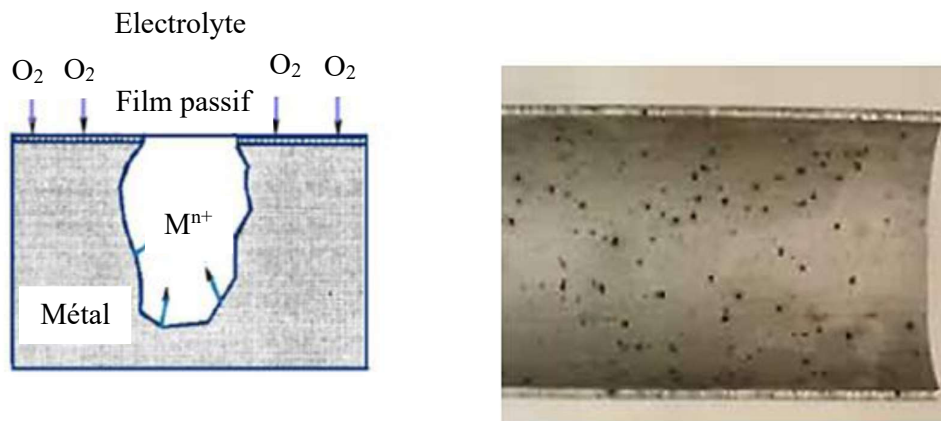 Electrolyte
O₂ O₂ O₂ O₂
Film passif
Mⁿ⁺
Métal